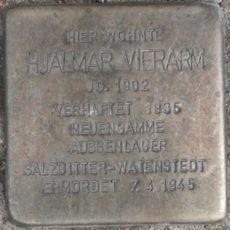 HIER WOHNTE
HJALMAR VIERARM
JG. 1902
VERHAFTET 1935
NEUENGAMME
AUSSENLAGER
SALZGITTER-WATENSTEDT
ERMORDET 7.4.1945